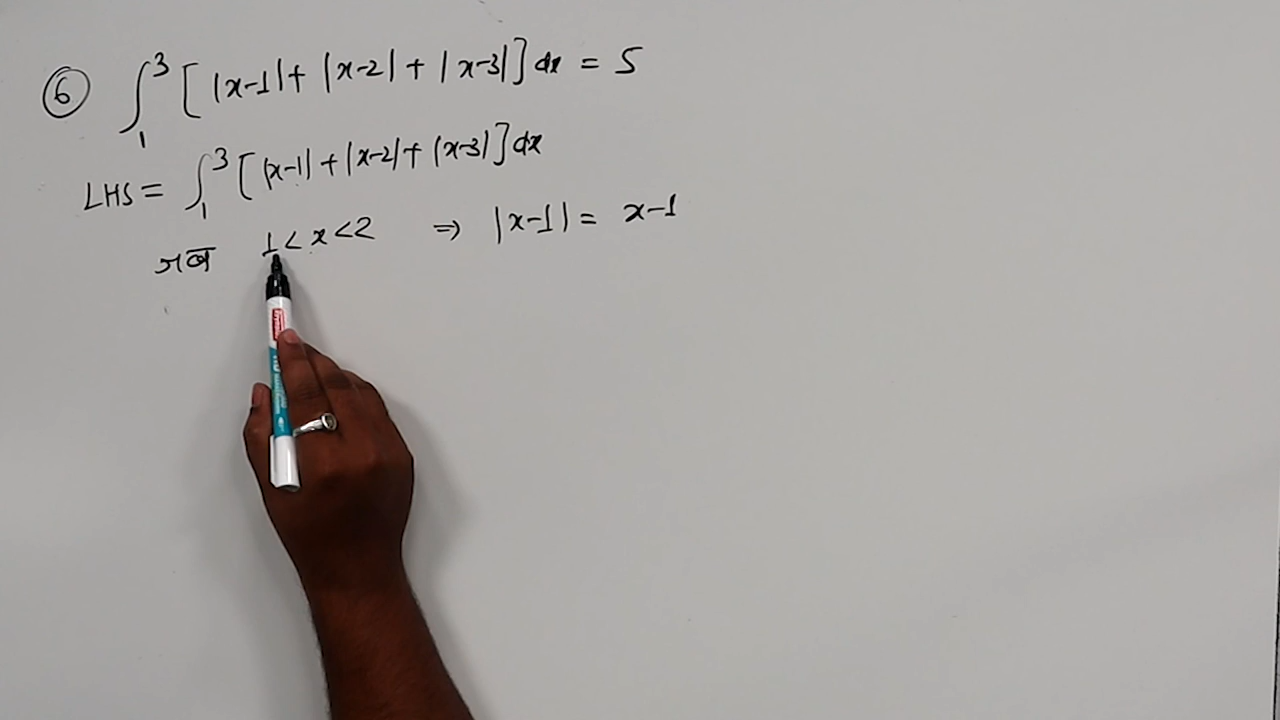 ⑥ ∫₁³ [ |x-1| + |x-2| + |x-3| ] dx = 5
LHS = ∫₁³ [ |x-1| + |x-2| + |x-3| ] dx
जब 1 < x < 2 ⇒ |x-1| = x-1